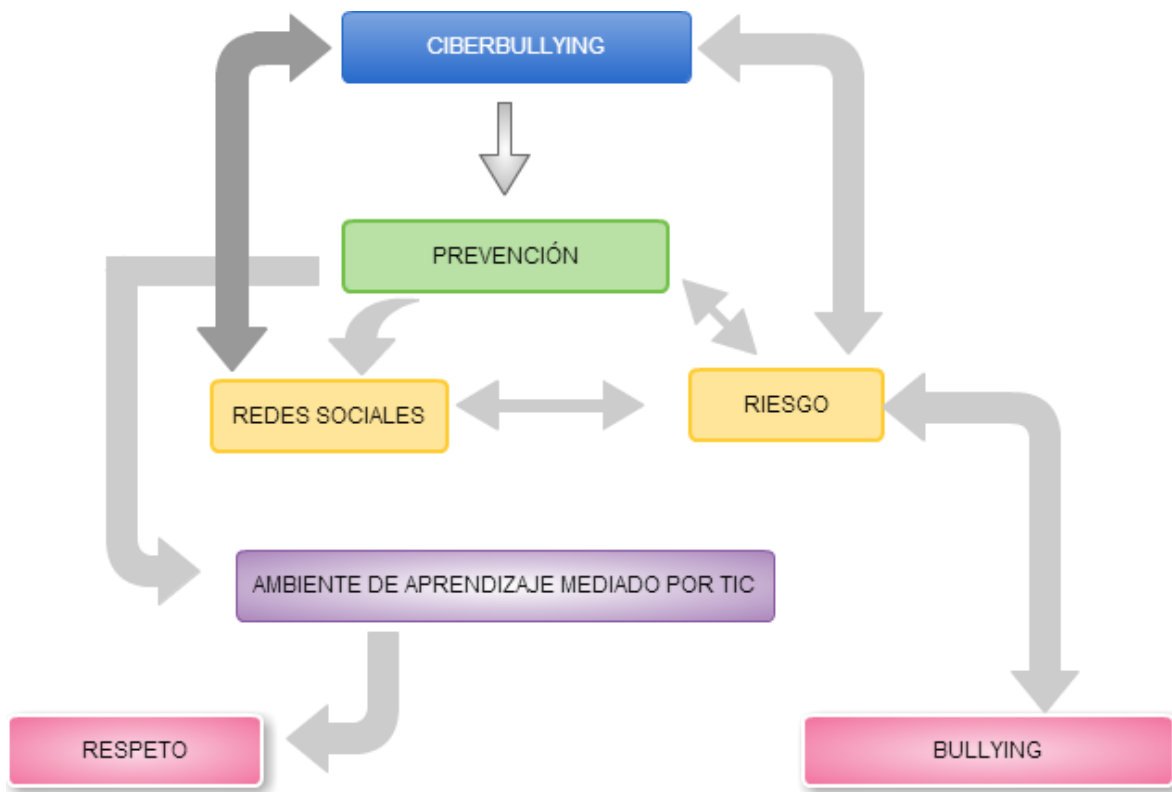 CIBERBULLYING
PREVENCIÓN
REDES SOCIALES
RIESGO
AMBIENTE DE APRENDIZAJE MEDIADO POR TIC
RESPETO
BULLYING